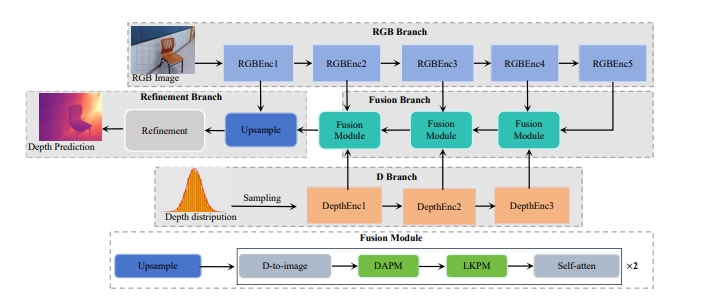 RGB Branch
RGBEnc1
RGBEnc2
RGBEnc3
RGBEnc4
RGBEnc5
RGB Image
Refinement Branch
Fusion Branch
Refinement
Upsample
Fusion
Module
Fusion
Module
Fusion
Module
Depth Prediction
D Branch
Sampling
DepthEnc1
DepthEnc2
DepthEnc3
Depth distripution
Fusion Module
Upsample
D-to-image
DAPM
LKPM
Self-atten
×2